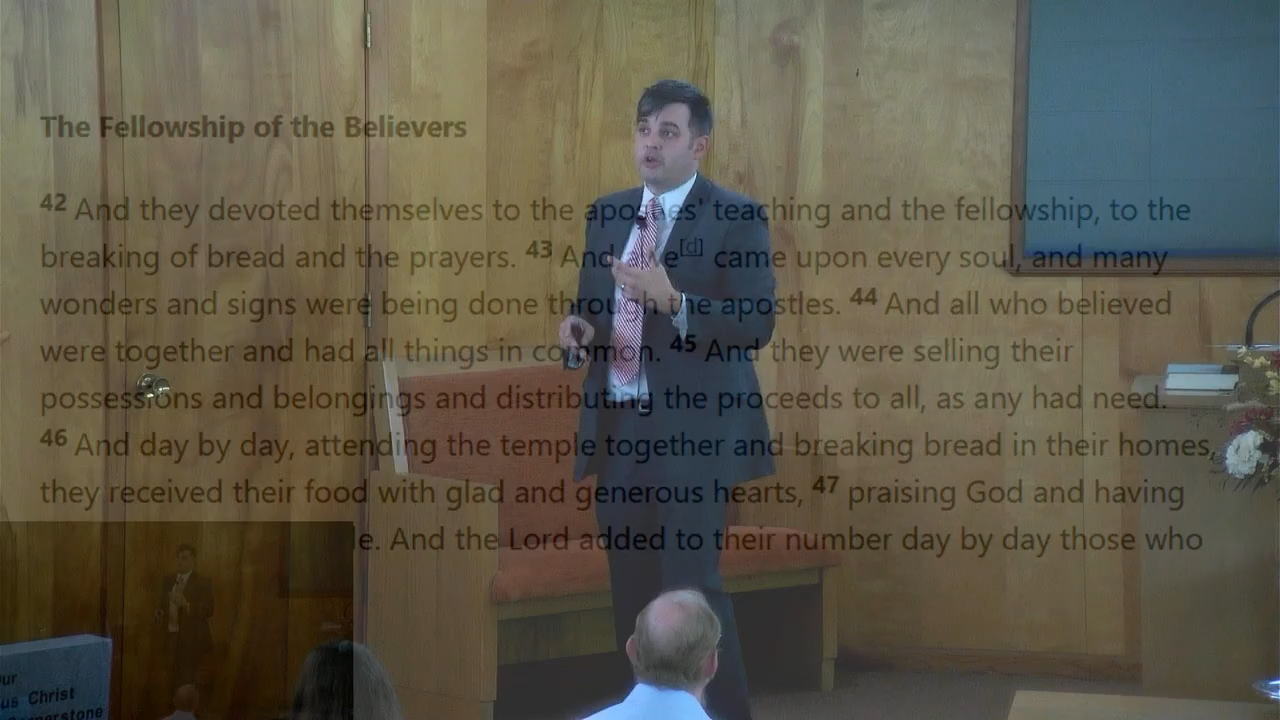 The Fellowship of the Believers
42 And they devoted themselves to the apostles' teaching and the fellowship, to the
breaking of bread and the prayers. 43 And awe[d] came upon every soul, and many
wonders and signs were being done through the apostles. 44 And all who believed
were together and had all things in common. 45 And they were selling their
possessions and belongings and distributing the proceeds to all, as any had need.
46 And day by day, attending the temple together and breaking bread in their homes,
they received their food with glad and generous hearts, 47 praising God and having
And the Lord added to their number day by day those who
Our
Christ
Cornerstone